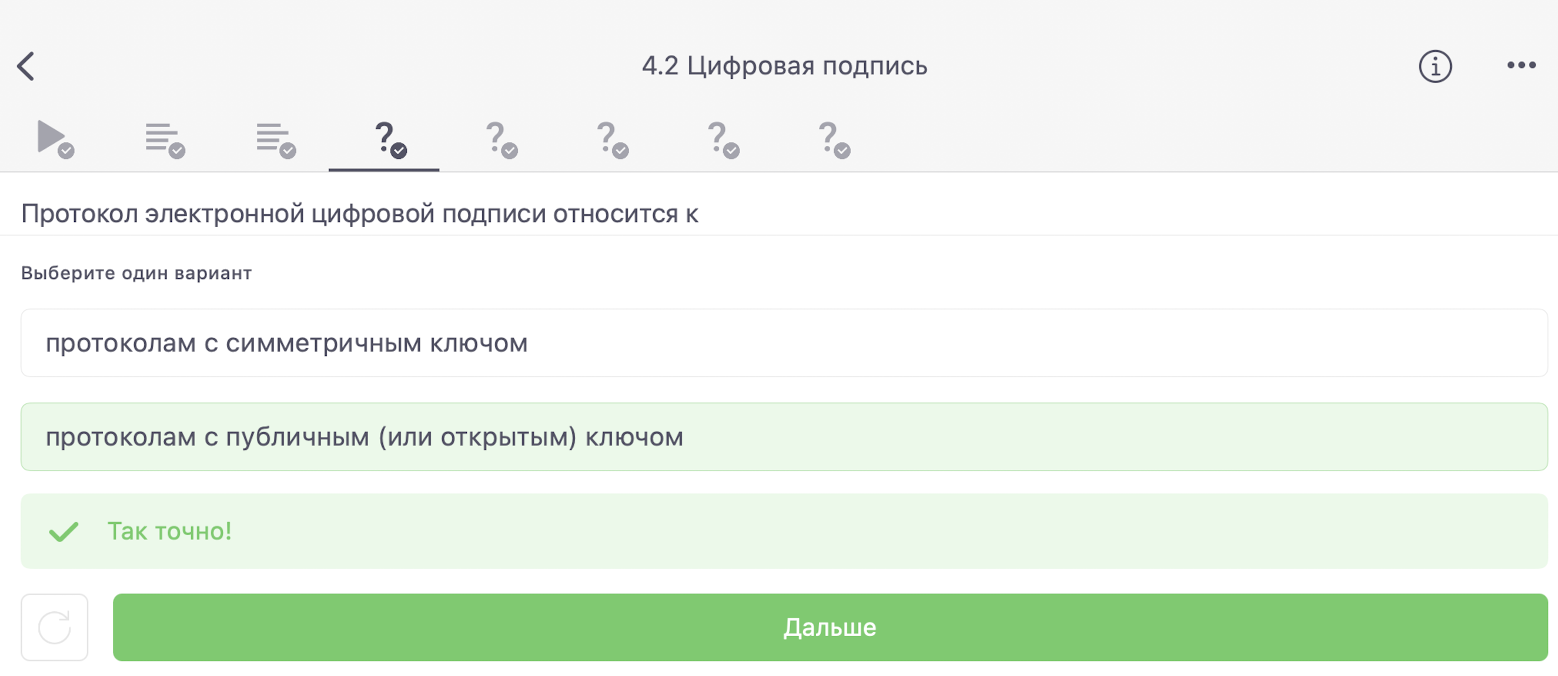 4.2 Цифровая подпись
Протокол электронной цифровой подписи относится к
Выберите один вариант
протоколам с симметричным ключом
протоколам с публичным (или открытым) ключом
Так точно!
Дальше